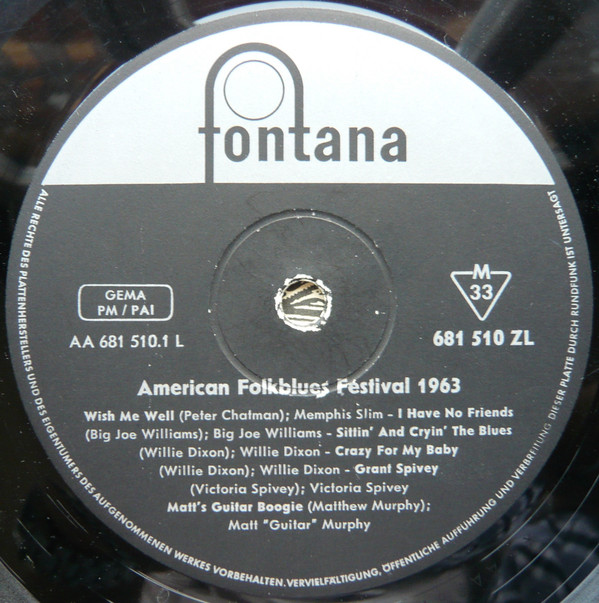 fontana
GEMA
PM / PAI
AA 681 510.1 L
M
33
681 510 ZL
American Folkblues Festival 1963
Wish Me Well (Peter Chatman); Memphis Slim - I Have No Friends
(Big Joe Williams); Big Joe Williams - Sittin' And Cryin' The Blues
(Willie Dixon); Willie Dixon - Crazy For My Baby
(Willie Dixon); Willie Dixon - Grant Spivey
(Victoria Spivey); Victoria Spivey
Matt's Guitar Boogie (Matthew Murphy);
Matt "Guitar" Murphy
ALLE RECHTE DES PLATTENHERSTELLERS UND DES EIGENTÜMERS DES AUFGENOMMENEN WERKES VORBEHALTEN. VERVIELFÄLTIGUNG, ÖFFENTLICHE AUFFÜHRUNG UND VERBREITUNG DIESER PLATTE DURCH RUNDFUNK IST UNTERSAGT